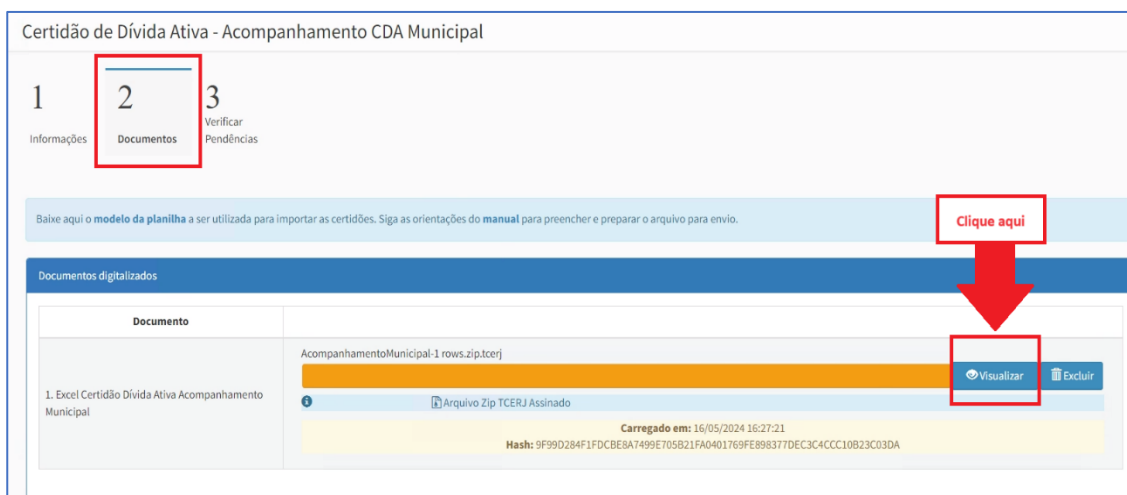 Certidão de Dívida Ativa - Acompanhamento CDA Municipal
1
2
3
Informações
Documentos
Verificar
Pendências
Baixe aqui o modelo da planilha a ser utilizada para importar as certidões. Siga as orientações do manual para preencher e preparar o arquivo para envio.
Clique aqui
Documentos digitalizados
Documento
AcompanhamentoMunicipal-1 rows.zip.tcerj
Visualizar
Excluir
1. Excel Certidão Dívida Ativa Acompanhamento
Municipal
Arquivo Zip TCERJ Assinado
Carregado em: 16/05/2024 16:27:21
Hash: 9F99D284F1FDCBE8A7499E705B21FA0401769FE898377DEC3C4CCC10B23C03DA